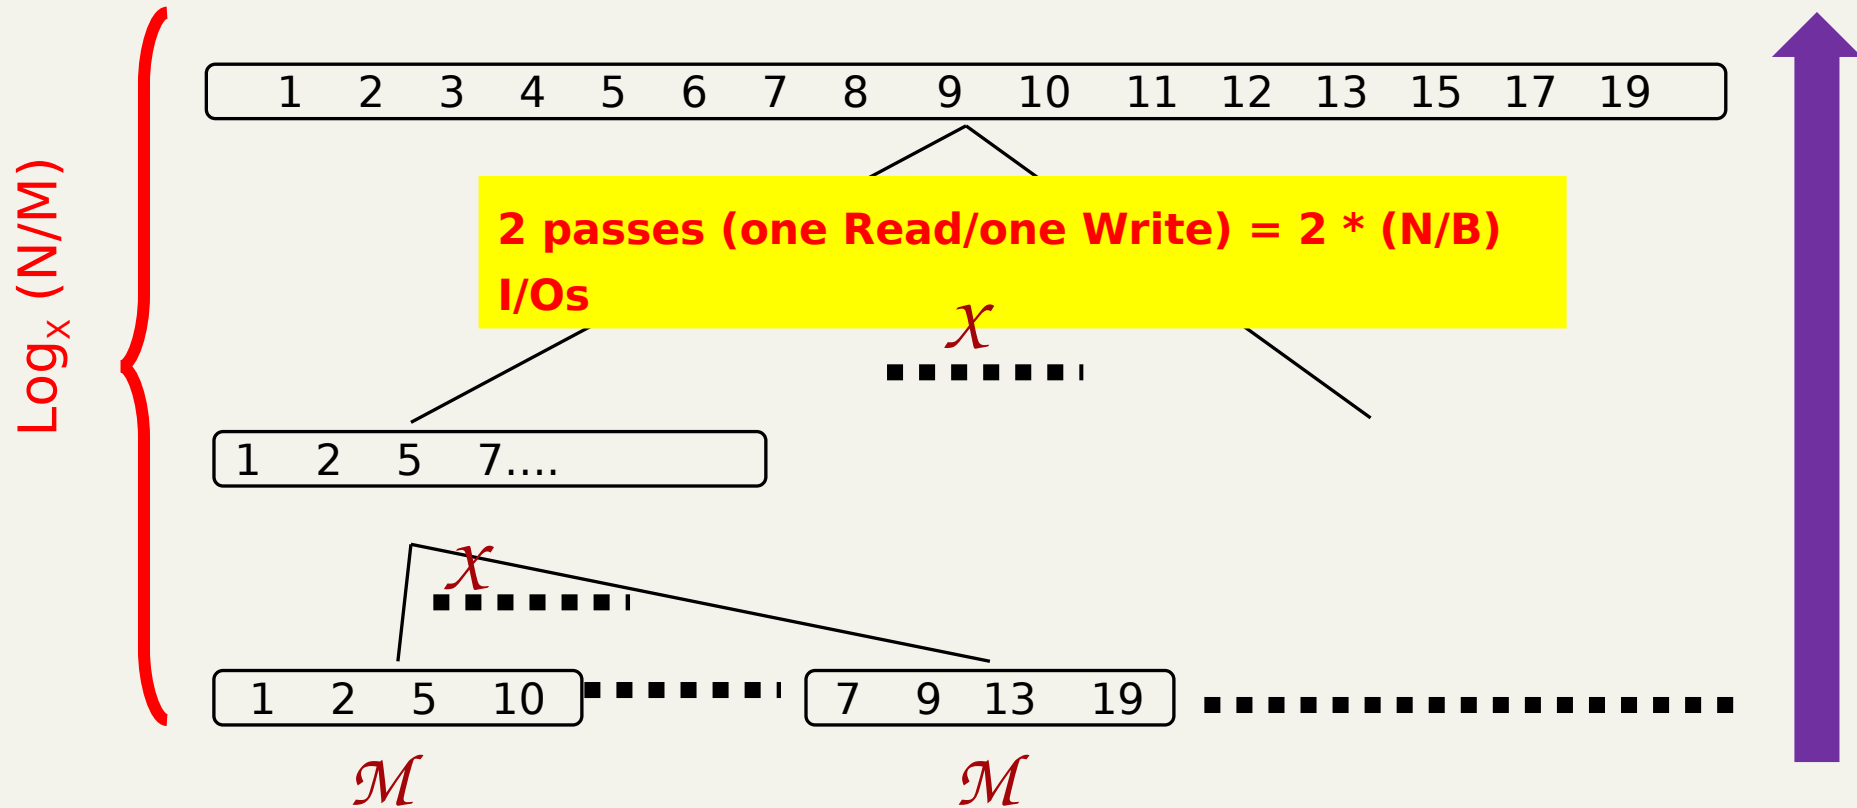 Logₓ (N/M)
1 2 3 4 5 6 7 8 9 10 11 12 13 15 17 19
2 passes (one Read/one Write) = 2 * (N/B)
I/Os
X
1 2 5 7....
X
1 2 5 10 7 9 13 19
M M